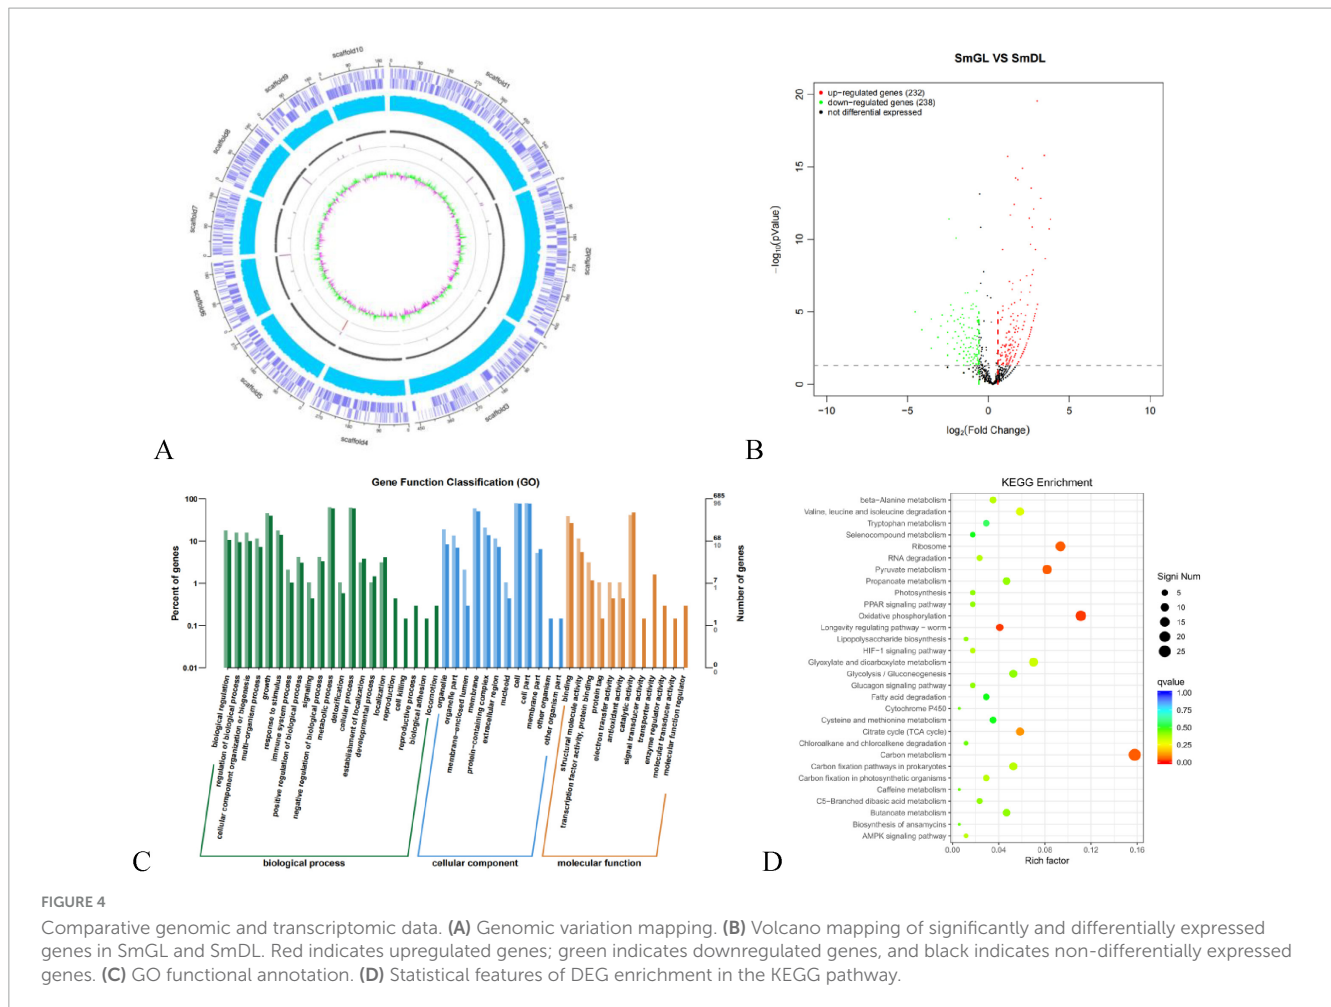 scaffold10
scaffold1
scaffold9
scaffold8
scaffold7
scaffold2
scaffold6
scaffold5
scaffold4
scaffold3
A
SmGL VS SmDL
up-regulated genes (232)
down-regulated genes (238)
not differential expressed
20
15
10
5
0
-log10(pValue)
-10 -5 0 5 10
log2(Fold Change)
B
Gene Function Classification (GO)
100
10
1
0.1
0.01
Percent of genes
685
98
68
10
7
1
1
0
0
0
Number of genes
biological regulation
regulation of biological process
cellular component organization or biogenesis
multi-organism process
growth
response to stimulus
immune system process
positive regulation of biological process
signaling
negative regulation of biological process
metabolic process
detoxification
cellular process
establishment of localization
developmental process
localization
reproduction
cell killing
reproductive process
biological adhesion
locomotion
organelle
organelle part
membrane-enclosed lumen
membrane
protein-containing complex
extracellular region
nucleoid
cell
cell part
membrane part
other organism
other organism part
binding
structural molecule activity
transcription factor activity, protein binding
protein tag
electron transfer activity
antioxidant activity
catalytic activity
signal transducer activity
transporter activity
enzyme regulator activity
molecular transducer activity
molecular function regulator
biological process
cellular component
molecular function
C
KEGG Enrichment
beta-Alanine metabolism
Valine, leucine and isoleucine degradation
Tryptophan metabolism
Selenocompound metabolism
Ribosome
RNA degradation
Pyruvate metabolism
Propanoate metabolism
Photosynthesis
PPAR signaling pathway
Oxidative phosphorylation
Longevity regulating pathway - worm
Lipopolysaccharide biosynthesis
HIF-1 signaling pathway
Glyoxylate and dicarboxylate metabolism
Glycolysis / Gluconeogenesis
Glucagon signaling pathway
Fatty acid degradation
Cytochrome P450
Cysteine and methionine metabolism
Citrate cycle (TCA cycle)
Chloroalkane and chloroalkene degradation
Carbon metabolism
Carbon fixation pathways in prokaryotes
Carbon fixation in photosynthetic organisms
Caffeine metabolism
C5-Branched dibasic acid metabolism
Butanoate metabolism
Biosynthesis of ansamycins
AMPK signaling pathway
0.00 0.04 0.08 0.12 0.16
Rich factor
Signi Num
5
10
15
20
25
qvalue
1.00
0.75
0.50
0.25
0.00
D
FIGURE 4
Comparative genomic and transcriptomic data. (A) Genomic variation mapping. (B) Volcano mapping of significantly and differentially expressed
genes in SmGL and SmDL. Red indicates upregulated genes; green indicates downregulated genes, and black indicates non-differentially expressed
genes. (C) GO functional annotation. (D) Statistical features of DEG enrichment in the KEGG pathway.